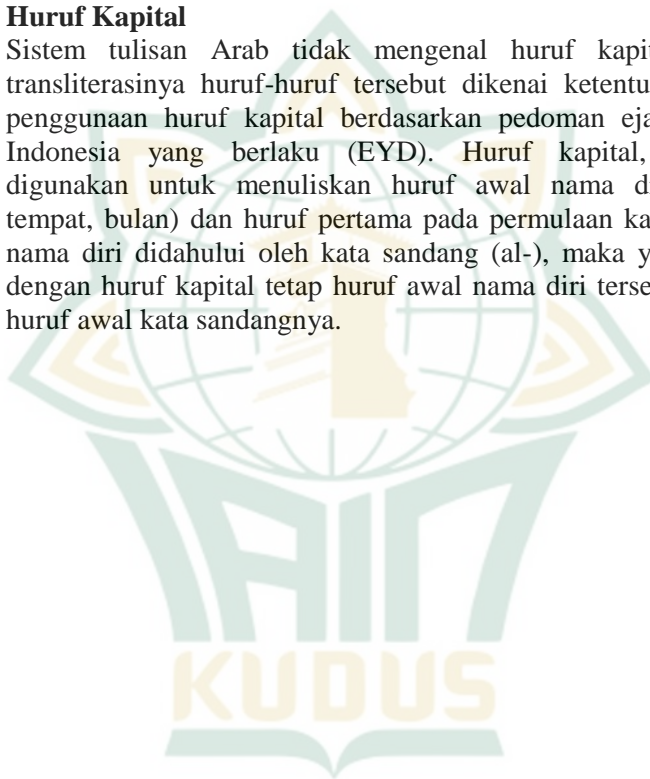 Huruf Kapital
Sistem tulisan Arab tidak mengenal huruf kapit
transliterasinya huruf-huruf tersebut dikenai ketentu
penggunaan huruf kapital berdasarkan pedoman eja
Indonesia yang berlaku (EYD). Huruf kapital,
digunakan untuk menuliskan huruf awal nama di
tempat, bulan) dan huruf pertama pada permulaan ka
nama diri didahului oleh kata sandang (al-), maka y
dengan huruf kapital tetap huruf awal nama diri terse
huruf awal kata sandangnya.
IAIN
KUDUS